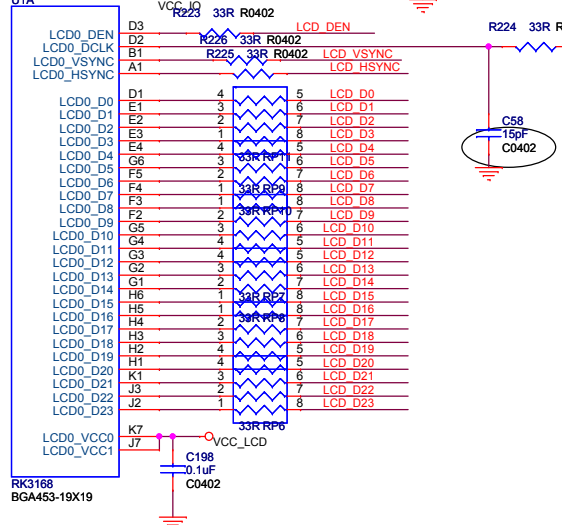 U1A
VCC_IO
R223 33R R0402
LCD_DEN
R224 33R R
LCD0_DEN D3
LCD0_DCLK D2
R226 33R R0402
LCD0_VSYNC B1
R225 R0402
LCD_VSYNC
LCD0_HSYNC A1
LCD_HSYNC
LCD0_D0 D1 4 5 LCD_D0
LCD0_D1 E1 3 6 LCD_D1
LCD0_D2 E2 2 7 LCD_D2
LCD0_D3 E3 1 8 LCD_D3
LCD0_D4 E4 4 5 LCD_D4
33R RP11
LCD0_D5 G6 3 6 LCD_D5
LCD0_D6 F5 2 7 LCD_D6
LCD0_D7 F4 1 8 LCD_D7
33R RP9
LCD0_D8 F3 1 8 LCD_D8
33R RP10
LCD0_D9 F2 2 7 LCD_D9
LCD0_D10 G5 3 6 LCD_D10
LCD0_D11 G4 4 5 LCD_D11
LCD0_D12 G3 4 5 LCD_D12
LCD0_D13 G2 3 6 LCD_D13
LCD0_D14 G1 2 7 LCD_D14
LCD0_D15 H6 1 8 LCD_D15
33R RP7
LCD0_D16 H5 1 8 LCD_D16
33R RP8
LCD0_D17 H4 2 7 LCD_D17
LCD0_D18 H3 3 6 LCD_D18
LCD0_D19 H2 4 5 LCD_D19
LCD0_D20 H1 4 5 LCD_D20
LCD0_D21 K1 3 6 LCD_D21
LCD0_D22 J3 2 7 LCD_D22
LCD0_D23 J2 1 8 LCD_D23
33R RP6
LCD0_VCC0 K7
LCD0_VCC1 J7
VCC_LCD
C198
0.1uF
C0402
RK3168
BGA453-19X19
C58
15pF
C0402